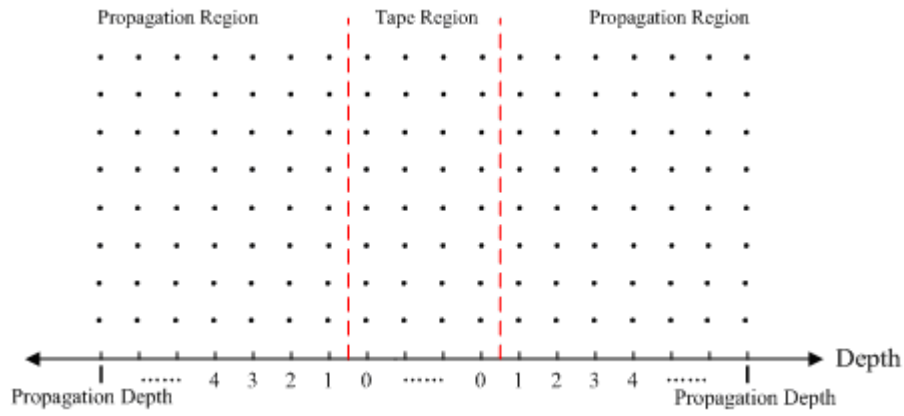 Propagation Region Tape Region Propagation Region
Depth
...... 4 3 2 1 0 ...... 0 1 2 3 4 ......
Propagation Depth Propagation Depth